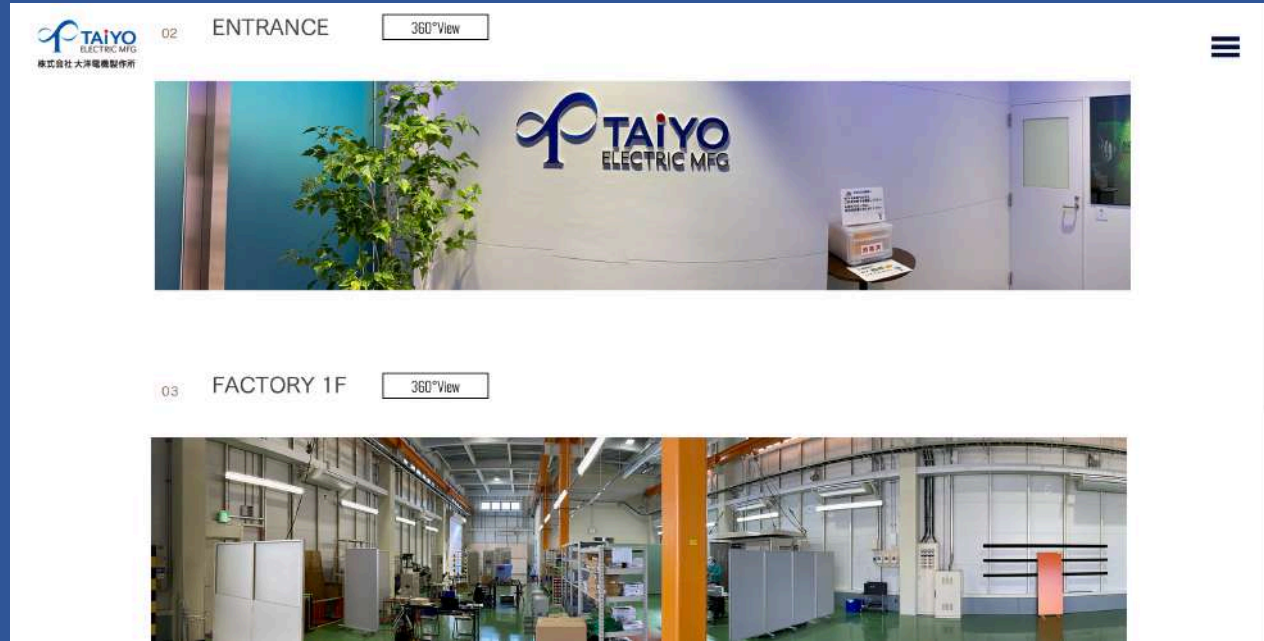 TAiYO
ELECTRIC MFG
株式会社 大洋電機製作所
02 ENTRANCE 360°View
TAiYO
ELECTRIC MFG
03 FACTORY 1F 360°View